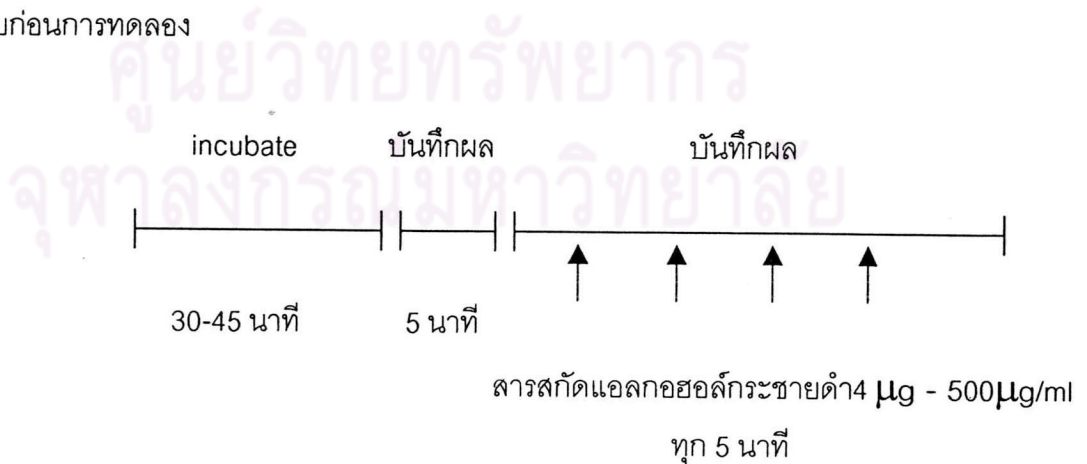 บก่อนการทดลอง
ศูนย์วิทยทรัพยากร
incubate บันทึกผล บันทึกผล
จุฬาลงกรณ์มหาวิทยาลัย
30-45 นาที 5 นาที
สารสกัดแอลกอฮอล์กระชายดำ4 µg - 500µg/ml
ทุก 5 นาที